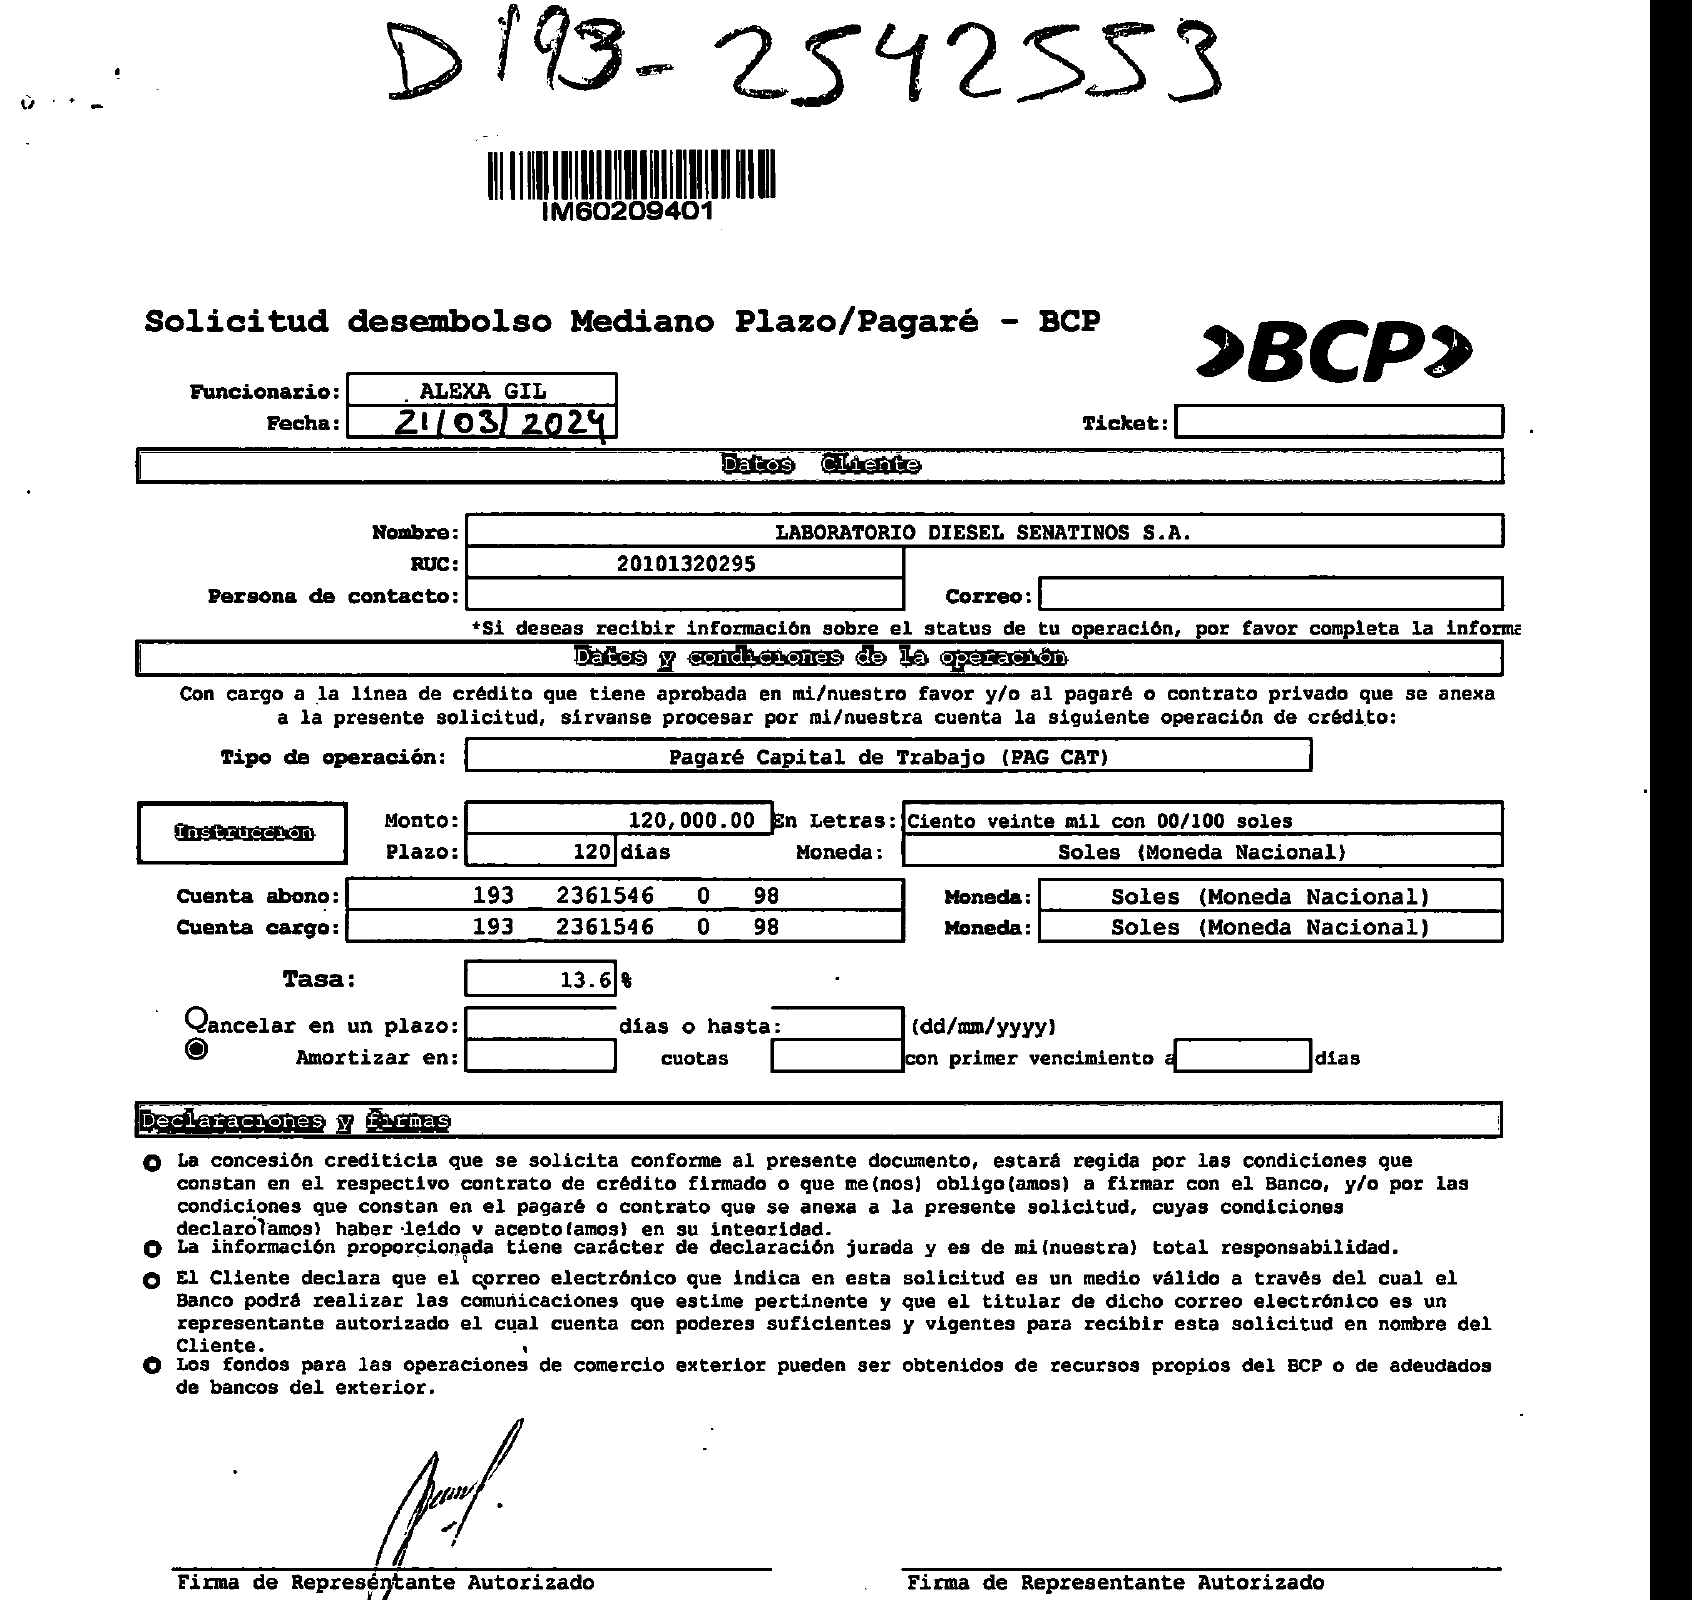 D193-2542553
IM60209401
Solicitud desembolso Mediano Plazo/Pagaré - BCP
BCP
Funcionario: ALEXA GIL
Fecha: 21/03/2024 Ticket:
Datos Cliente
Nombre: LABORATORIO DIESEL SENATINOS S.A.
RUC: 20101320295
Persona de contacto: Correo:
*Si deseas recibir información sobre el status de tu operación, por favor completa la informa
Datos y condiciones de la operación
Con cargo a la línea de crédito que tiene aprobada en mi/nuestro favor y/o al pagaré o contrato privado que se anexa
a la presente solicitud, sírvanse procesar por mi/nuestra cuenta la siguiente operación de crédito:
Tipo de operación: Pagaré Capital de Trabajo (PAG CAT)
Instrucción Monto: 120,000.00 En Letras: Ciento veinte mil con 00/100 soles
Plazo: 120 días Moneda: Soles (Moneda Nacional)
Cuenta abono: 193 _ 2361546 _ 0 _ 98 Moneda: Soles (Moneda Nacional)
Cuenta cargo: 193 _ 2361546 _ 0 _ 98 Moneda: Soles (Moneda Nacional)
Tasa: 13.6 %
Cancelar en un plazo: días o hasta: (dd/mm/yyyy)
Amortizar en: cuotas con primer vencimiento a días
Declaraciones y firmas
La concesión crediticia que se solicita conforme al presente documento, estará regida por las condiciones que
constan en el respectivo contrato de crédito firmado o que me(nos) obligo(amos) a firmar con el Banco, y/o por las
condiciones que constan en el pagaré o contrato que se anexa a la presente solicitud, cuyas condiciones
declaro(amos) haber leído y acepto(amos) en su integridad.
La información proporcionada tiene carácter de declaración jurada y es de mi(nuestra) total responsabilidad.
El Cliente declara que el correo electrónico que indica en esta solicitud es un medio válido a través del cual el
Banco podrá realizar las comunicaciones que estime pertinente y que el titular de dicho correo electrónico es un
representante autorizado el cual cuenta con poderes suficientes y vigentes para recibir esta solicitud en nombre del
Cliente.
Los fondos para las operaciones de comercio exterior pueden ser obtenidos de recursos propios del BCP o de adeudados
de bancos del exterior.
Firma de Representante Autorizado Firma de Representante Autorizado